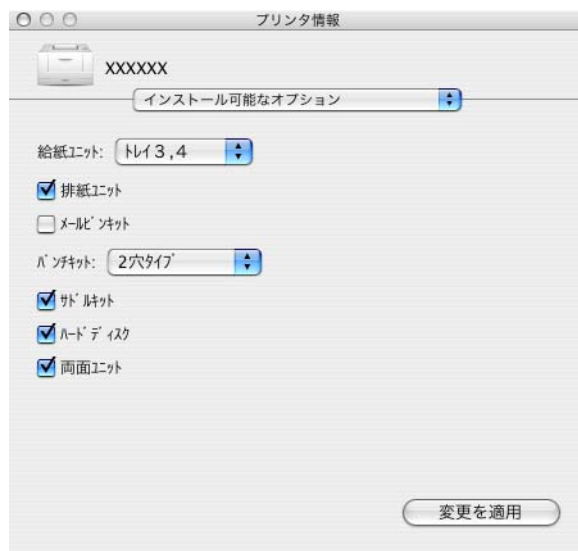 プリンタ情報
XXXXXX
インストール可能なオプション
給紙ﾕﾆｯﾄ: ﾄﾚｲ３,４
排紙ﾕﾆｯﾄ
ﾒｰﾙﾋﾞﾝｷｯﾄ
ﾊﾟﾝﾁｷｯﾄ: 2穴ﾀｲﾌﾟ
ｻﾄﾞﾙｷｯﾄ
ﾊｰﾄﾞﾃﾞｨｽｸ
両面ﾕﾆｯﾄ
変更を適用